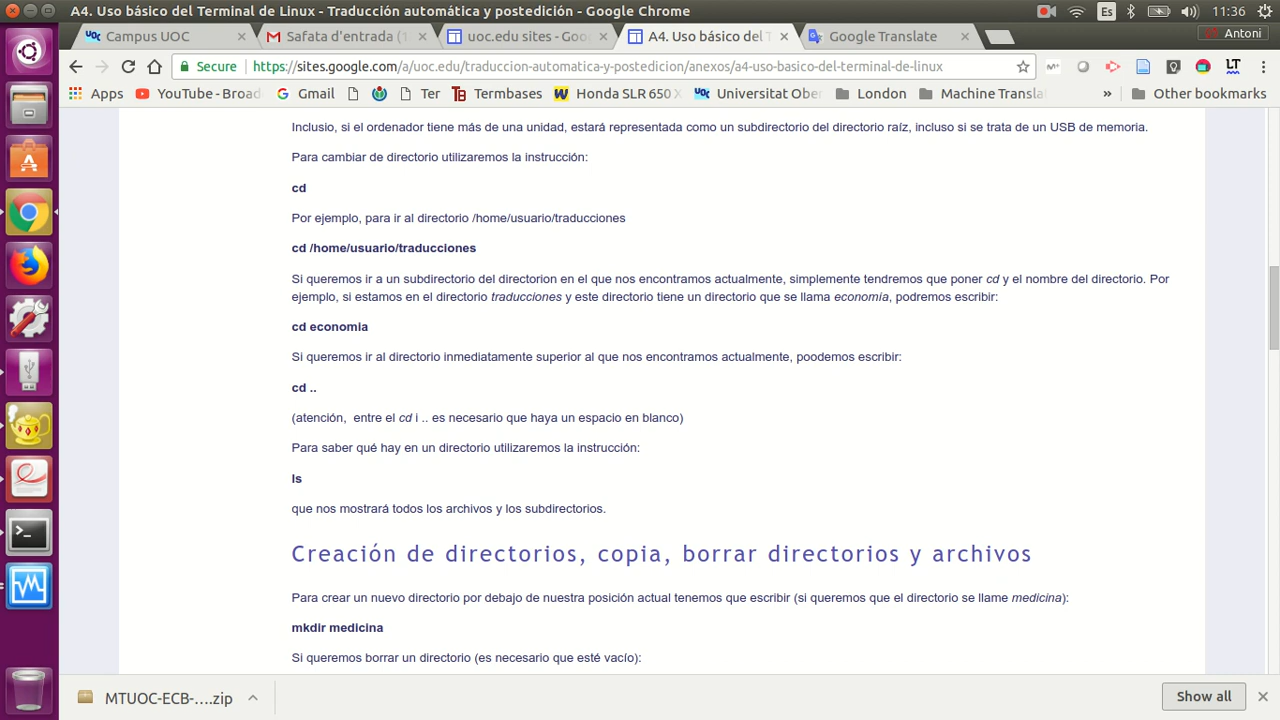 A4. Uso básico del Terminal de Linux - Traducción automática y postedición - Google Chrome
Es
11:36
Campus UOC
Safata d'entrada (1
uoc.edu sites - Goo
A4. Uso básico del T
Google Translate
Antoni
Secure
https://sites.google.com/a/uoc.edu/traduccion-automatica-y-postedicion/anexos/a4-uso-basico-del-terminal-de-linux
LT
Apps
YouTube - Broad
Gmail
Ter
TB Termbases
Honda SLR 650
Universitat Ober
London
Machine Transla
»
Other bookmarks
Inclusio, si el ordenador tiene más de una unidad, estará representada como un subdirectorio del directorio raíz, incluso si se trata de un USB de memoria.
Para cambiar de directorio utilizaremos la instrucción:
cd
Por ejemplo, para ir al directorio /home/usuario/traducciones
cd /home/usuario/traducciones
Si queremos ir a un subdirectorio del directorion en el que nos encontramos actualmente, simplemente tendremos que poner cd y el nombre del directorio. Por
ejemplo, si estamos en el directorio traducciones y este directorio tiene un directorio que se llama economía, podremos escribir:
cd economia
Si queremos ir al directorio inmediatamente superior al que nos encontramos actualmente, poodemos escribir:
cd ..
(atención,  entre el cd i .. es necesario que haya un espacio en blanco)
Para saber qué hay en un directorio utilizaremos la instrucción:
ls
que nos mostrará todos los archivos y los subdirectorios.
Creación de directorios, copia, borrar directorios y archivos
Para crear un nuevo directorio por debajo de nuestra posición actual tenemos que escribir (si queremos que el directorio se llame medicina):
mkdir medicina
Si queremos borrar un directorio (es necesario que esté vacío):
MTUOC-ECB-....zip
Show all